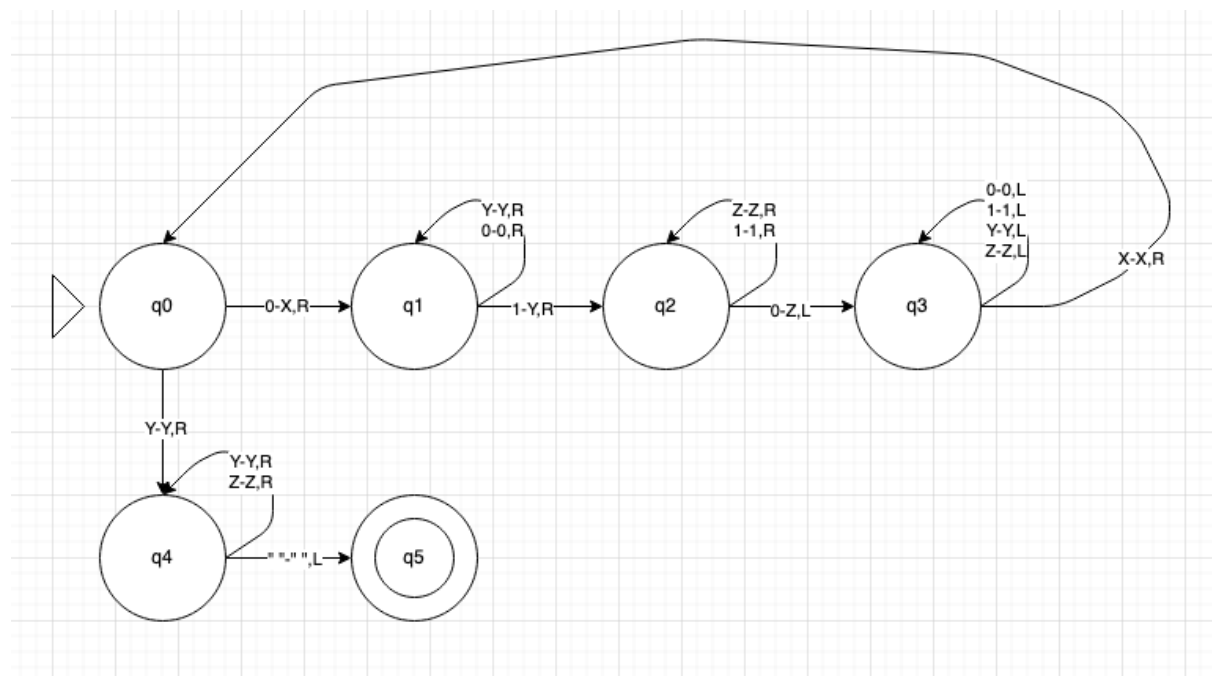 0-0,L
1-1,L
Y-Y,L
Z-Z,L
Y-Y,R
0-0,R
Z-Z,R
1-1,R
X-X,R
q0
0-X,R
q1
1-Y,R
q2
0-Z,L
q3
Y-Y,R
Y-Y,R
Z-Z,R
q4
" "-" ",L
q5